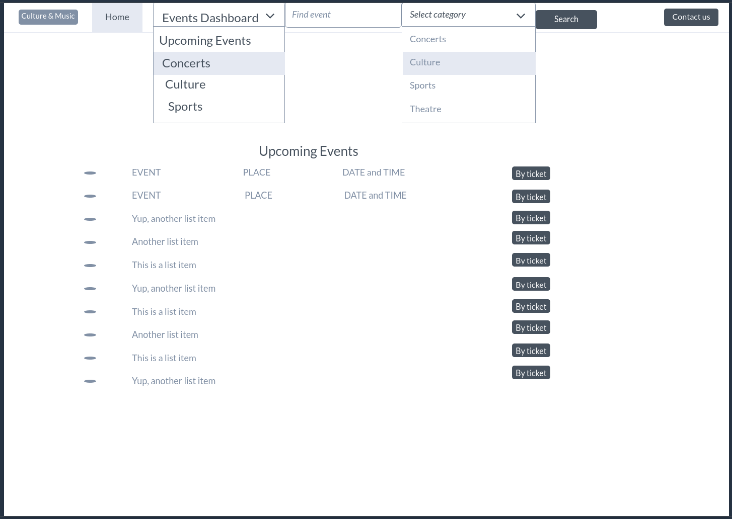 Culture & Music
Home
Events Dashboard
Find event
Select category
Search
Contact us
Upcoming Events
Concerts
Culture
Sports
Concerts
Culture
Sports
Theatre
Upcoming Events
EVENT PLACE DATE and TIME By ticket
EVENT PLACE DATE and TIME By ticket
Yup, another list item By ticket
Another list item By ticket
This is a list item By ticket
Yup, another list item By ticket
This is a list item By ticket
Another list item By ticket
This is a list item By ticket
Yup, another list item By ticket